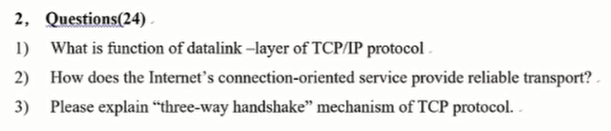 2， Questions(24)
1) What is function of datalink –layer of TCP/IP protocol
2) How does the Internet’s connection-oriented service provide reliable transport?
3) Please explain “three-way handshake” mechanism of TCP protocol.